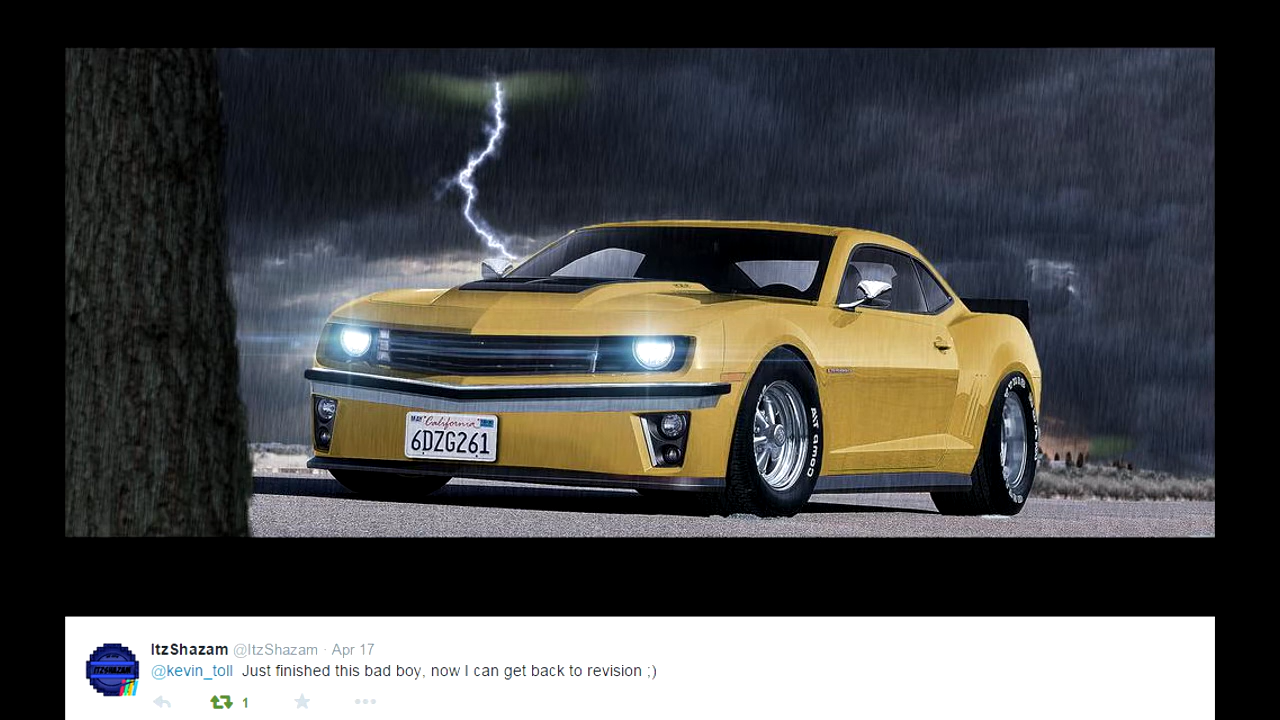 MAY California
6DZG261
ItzShazam @ItzShazam · Apr 17
@kevin_toll Just finished this bad boy, now I can get back to revision ;)
1